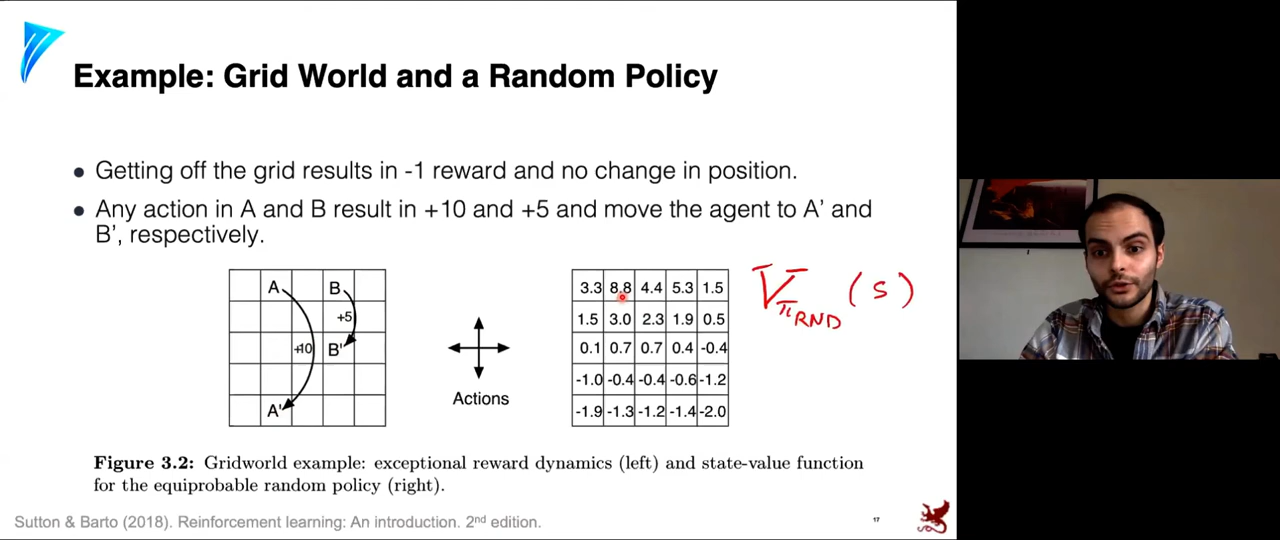 Example: Grid World and a Random Policy
• Getting off the grid results in -1 reward and no change in position.
• Any action in A and B result in +10 and +5 and move the agent to A' and
B', respectively.
A B
+5
+10 B'
A'
Actions
3.3 8.8 4.4 5.3 1.5
1.5 3.0 2.3 1.9 0.5
0.1 0.7 0.7 0.4 -0.4
-1.0 -0.4 -0.4 -0.6 -1.2
-1.9 -1.3 -1.2 -1.4 -2.0
V π RND (s)
Figure 3.2: Gridworld example: exceptional reward dynamics (left) and state-value function
for the equiprobable random policy (right).
Sutton & Barto (2018). Reinforcement learning: An introduction. 2nd edition.
17